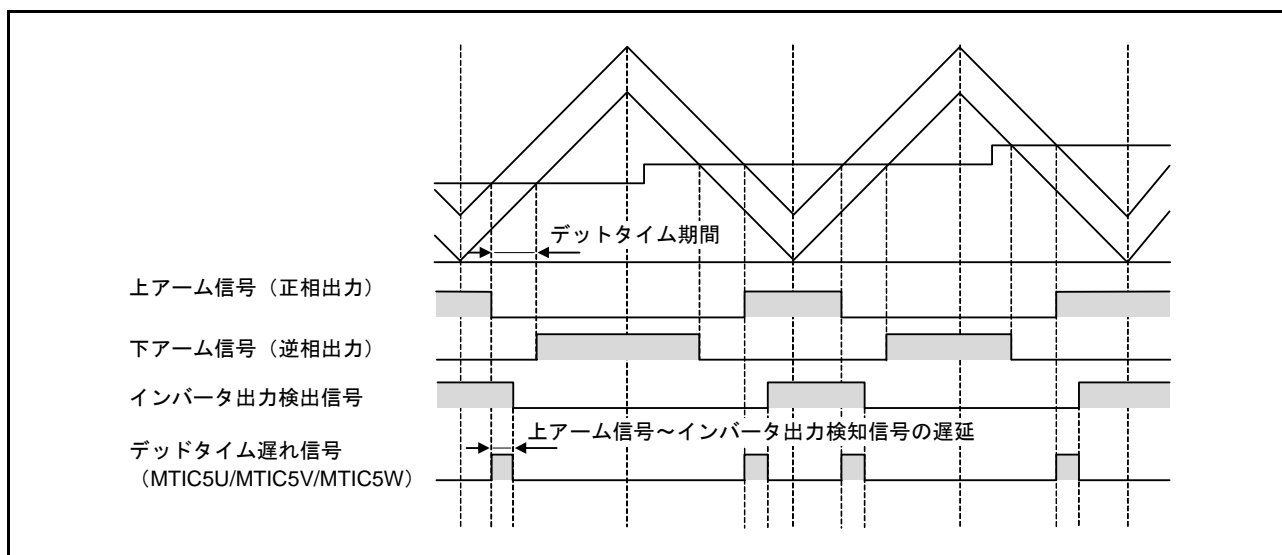 デットタイム期間
上アーム信号（正相出力）
下アーム信号（逆相出力）
インバータ出力検出信号
上アーム信号～インバータ出力検知信号の遅延
デッドタイム遅れ信号
（MTIC5U/MTIC5V/MTIC5W）